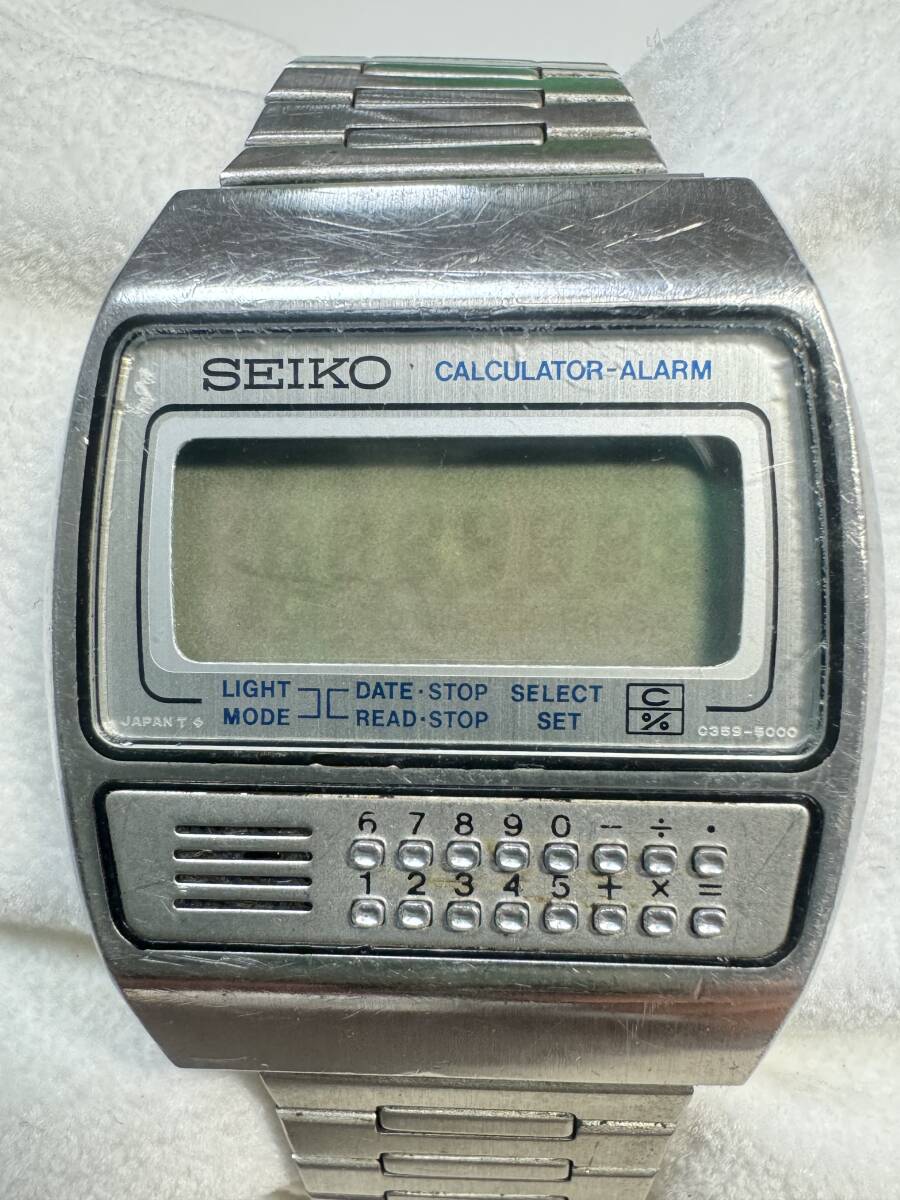 SEIKO CALCULATOR-ALARM
LIGHT DATE·STOP SELECT C
MODE READ·STOP SET %
JAPAN T C359-5000
6 7 8 9 0 - ÷ ·
1 2 3 4 5 + × =